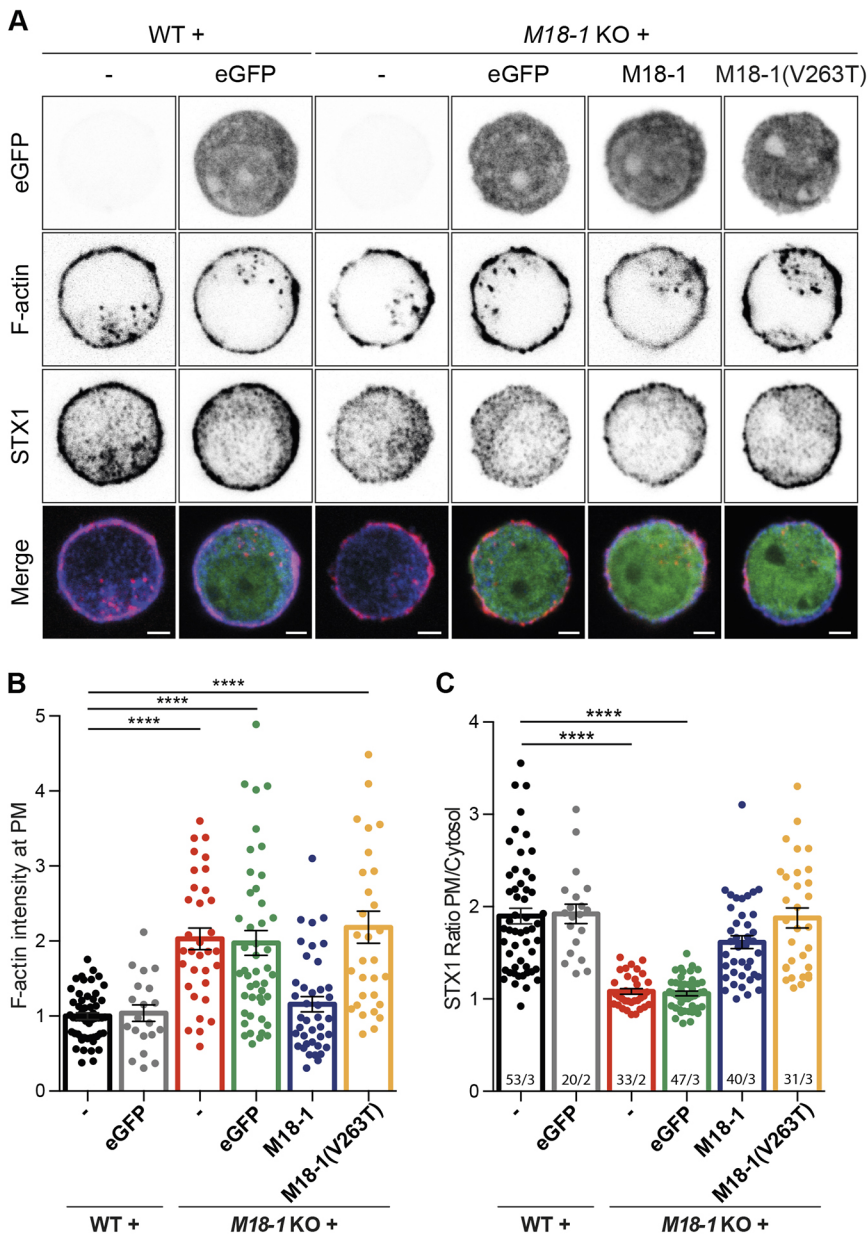 A
WT +
M18-1 KO +
-
eGFP
-
eGFP
M18-1
M18-1(V263T)
eGFP
F-actin
STX1
Merge
B
****
****
****
F-actin intensity at PM
5
4
3
2
1
0
-
eGFP
-
eGFP
M18-1
M18-1(V263T)
WT +
M18-1 KO +
C
****
****
STX1 Ratio PM/Cytosol
4
3
2
1
0
53/3
20/2
33/2
47/3
40/3
31/3
-
eGFP
-
eGFP
M18-1
M18-1(V263T)
WT +
M18-1 KO +